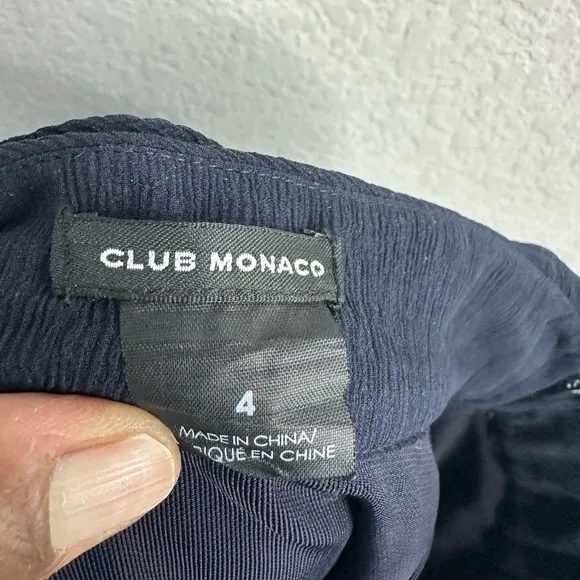 CLUB MONACO
4
MADE IN CHINA/
EN CHINE